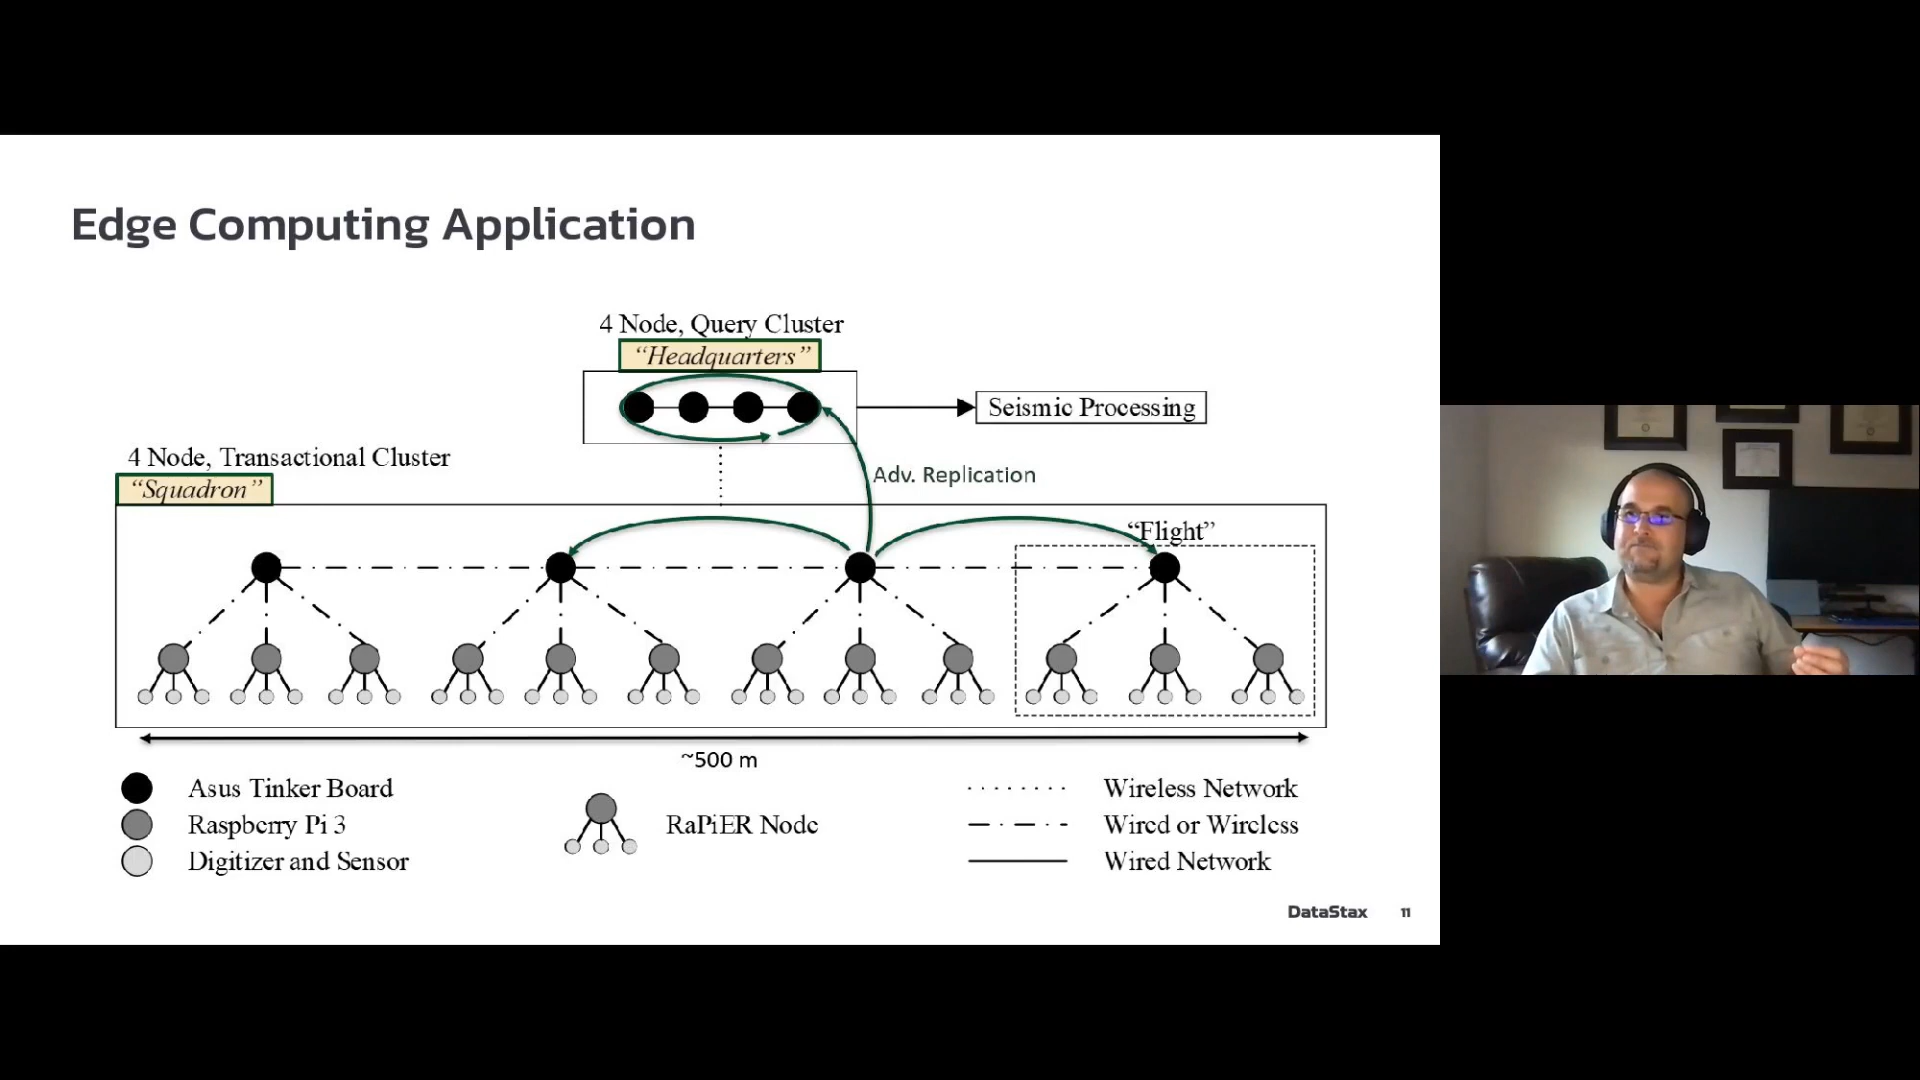 Edge Computing Application
4 Node, Query Cluster
“Headquarters”
Seismic Processing
4 Node, Transactional Cluster
“Squadron”
Adv. Replication
“Flight”
~500 m
Asus Tinker Board
Raspberry Pi 3
Digitizer and Sensor
RaPiER Node
Wireless Network
Wired or Wireless
Wired Network
DataStax 11